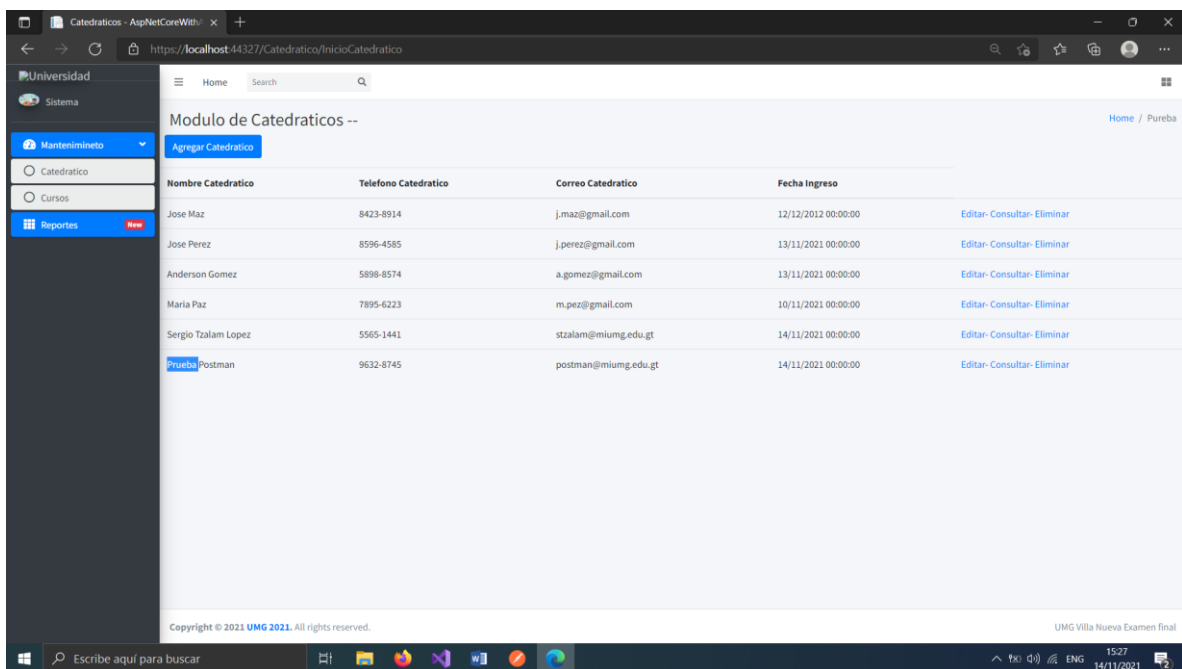 Catedraticos - AspNetCoreWithA
https://localhost:44327/Catedratico/InicioCatedratico
Universidad
Sistema
Mantenimineto
Catedratico
Cursos
Reportes New
Home Search
Modulo de Catedraticos --
Home / Pureba
Agregar Catedratico
Nombre Catedratico Telefono Catedratico Correo Catedratico Fecha Ingreso
Jose Maz 8423-8914 j.maz@gmail.com 12/12/2012 00:00:00 Editar- Consultar- Eliminar
Jose Perez 8596-4585 j.perez@gmail.com 13/11/2021 00:00:00 Editar- Consultar- Eliminar
Anderson Gomez 5898-8574 a.gomez@gmail.com 13/11/2021 00:00:00 Editar- Consultar- Eliminar
Maria Paz 7895-6223 m.pez@gmail.com 10/11/2021 00:00:00 Editar- Consultar- Eliminar
Sergio Tzalam Lopez 5565-1441 stzalam@miumg.edu.gt 14/11/2021 00:00:00 Editar- Consultar- Eliminar
Prueba Postman 9632-8745 postman@miumg.edu.gt 14/11/2021 00:00:00 Editar- Consultar- Eliminar
Copyright © 2021 UMG 2021. All rights reserved.
UMG Villa Nueva Examen final
Escribe aquí para buscar
ENG
15:27
14/11/2021
2